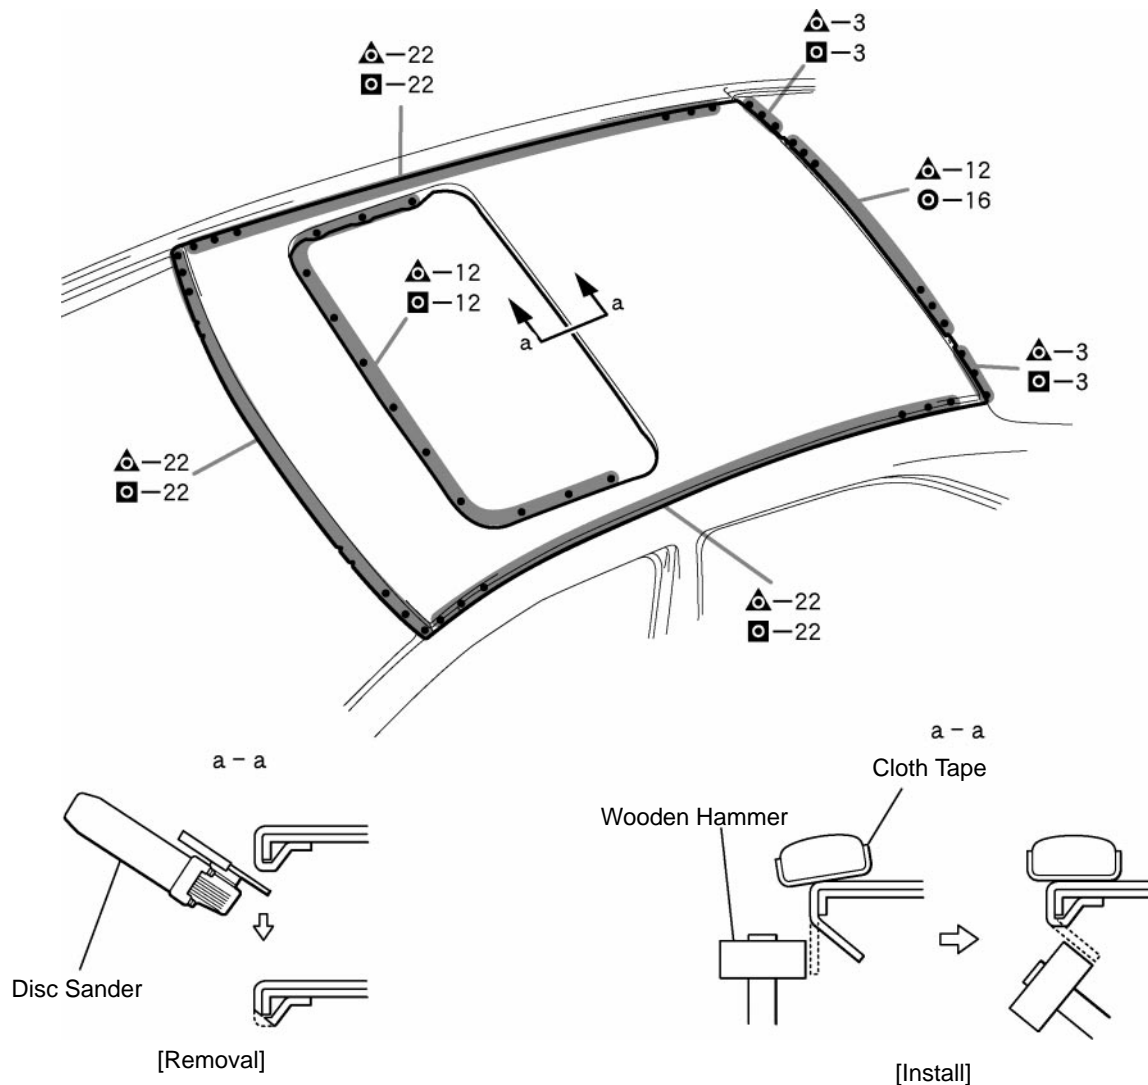 —3
—3
—22
—22
—12
—16
—12
—12
a
a
—3
—3
—22
—22
—22
—22
a - a
Disc Sander
[Removal]
a - a
Cloth Tape
Wooden Hammer
[Install]